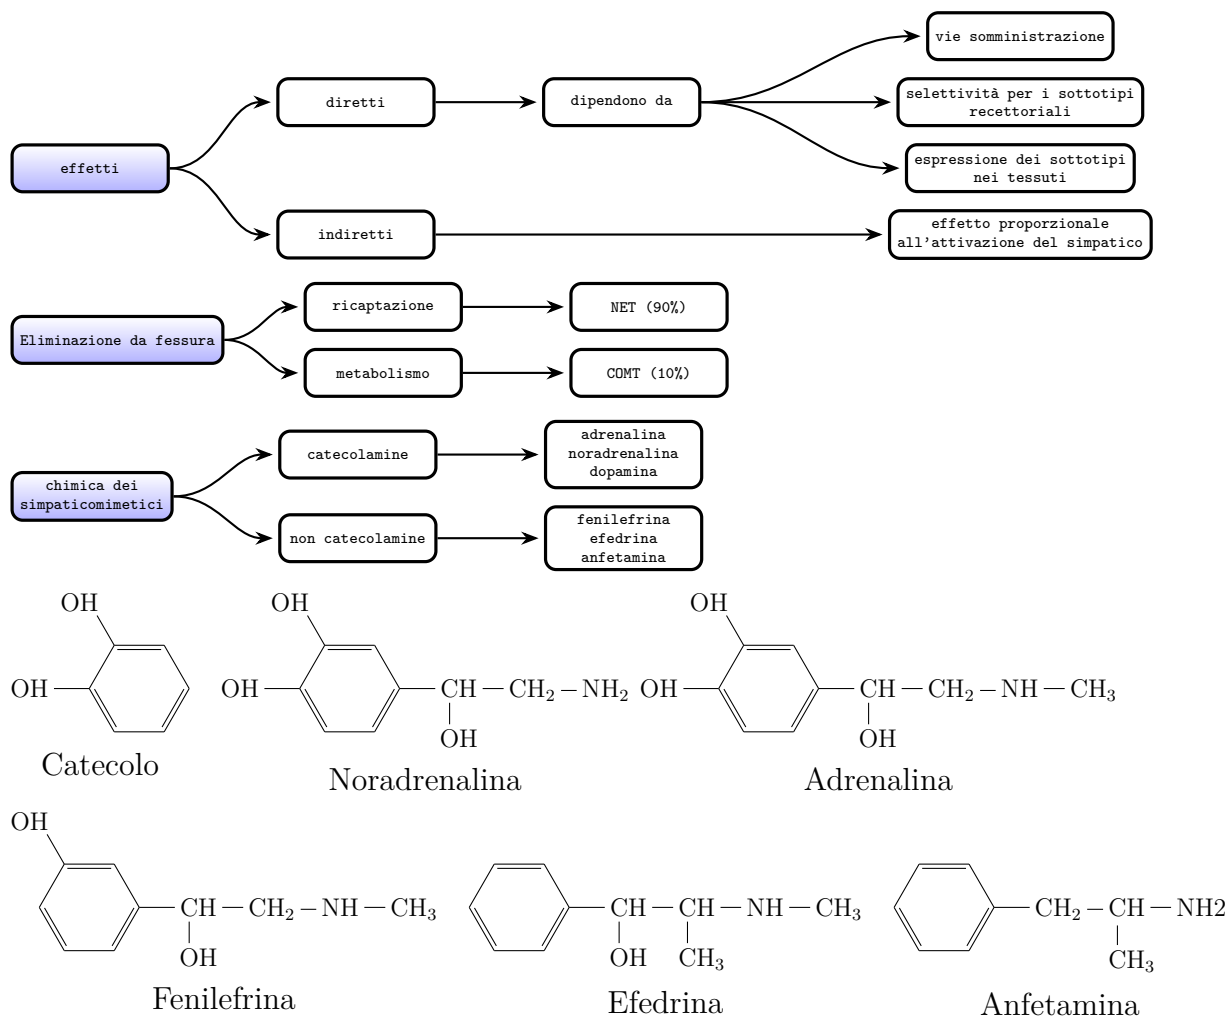 vie somministrazione
diretti
dipendono da
selettività per i sottotipi
recettoriali
effetti
espressione dei sottotipi
nei tessuti
indiretti
effetto proporzionale
all'attivazione del simpatico
ricaptazione
NET (90%)
Eliminazione da fessura
metabolismo
COMT (10%)
catecolamine
adrenalina
noradrenalina
dopamina
chimica dei
simpaticomimetici
non catecolamine
fenilefrina
efedrina
anfetamina
OH
OH
Catecolo
OH
OH
CH
CH₂
NH₂
OH
Noradrenalina
OH
OH
CH
CH₂
NH
CH₃
OH
Adrenalina
OH
CH
CH₂
NH
CH₃
OH
Fenilefrina
CH
CH
NH
CH₃
OH
CH₃
Efedrina
CH₂
CH
NH2
CH₃
Anfetamina